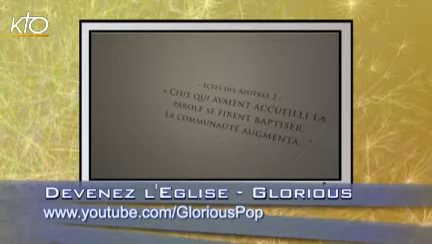 KTO
- Actes des Apôtres 2 -
« Ceux qui avaient accueilli la
parole se firent baptiser,
la communauté augmenta... "
Devenez l'Eglise - Glorious
www.youtube.com/GloriousPop